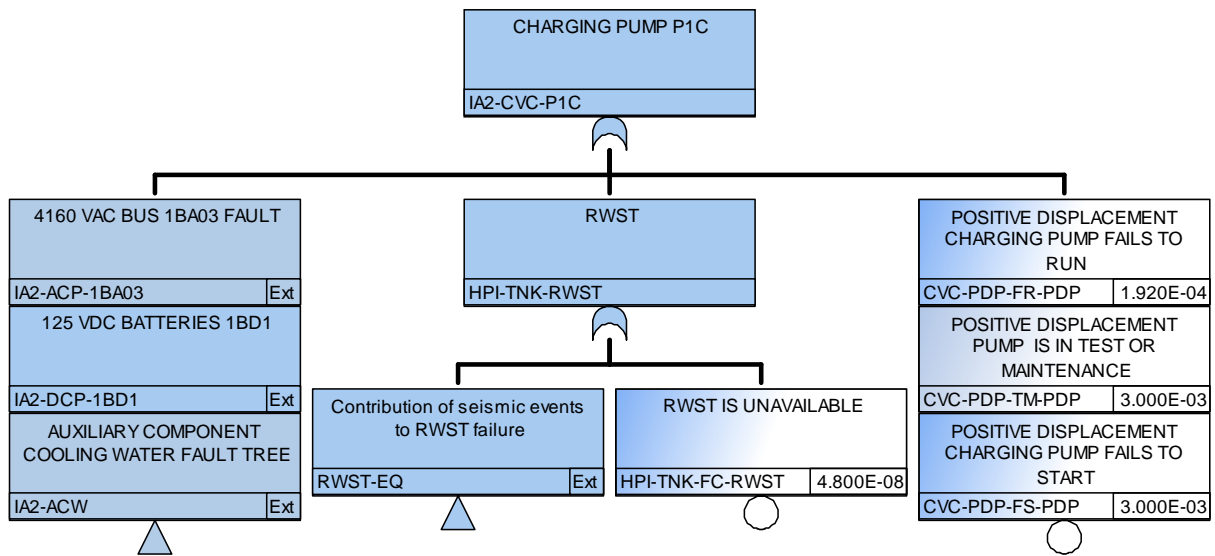 CHARGING PUMP P1C
IA2-CVC-P1C
4160 VAC BUS 1BA03 FAULT
IA2-ACP-1BA03 Ext
125 VDC BATTERIES 1BD1
IA2-DCP-1BD1 Ext
AUXILIARY COMPONENT
COOLING WATER FAULT TREE
IA2-ACW Ext
RWST
HPI-TNK-RWST
Contribution of seismic events
to RWST failure
RWST-EQ Ext
RWST IS UNAVAILABLE
HPI-TNK-FC-RWST 4.800E-08
POSITIVE DISPLACEMENT
CHARGING PUMP FAILS TO
RUN
CVC-PDP-FR-PDP 1.920E-04
POSITIVE DISPLACEMENT
PUMP IS IN TEST OR
MAINTENANCE
CVC-PDP-TM-PDP 3.000E-03
POSITIVE DISPLACEMENT
CHARGING PUMP FAILS TO
START
CVC-PDP-FS-PDP 3.000E-03